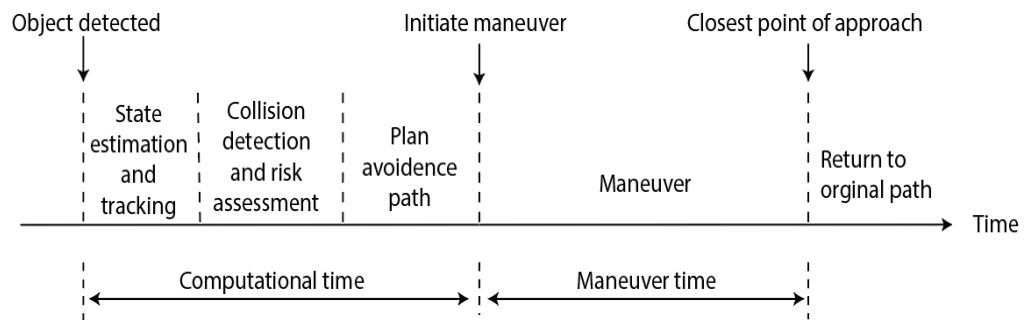 Object detected
Initiate maneuver
Closest point of approach
State
estimation
and
tracking
Collision
detection
and risk
assessment
Plan
avoidence
path
Maneuver
Return to
orginal path
Time
Computational time
Maneuver time